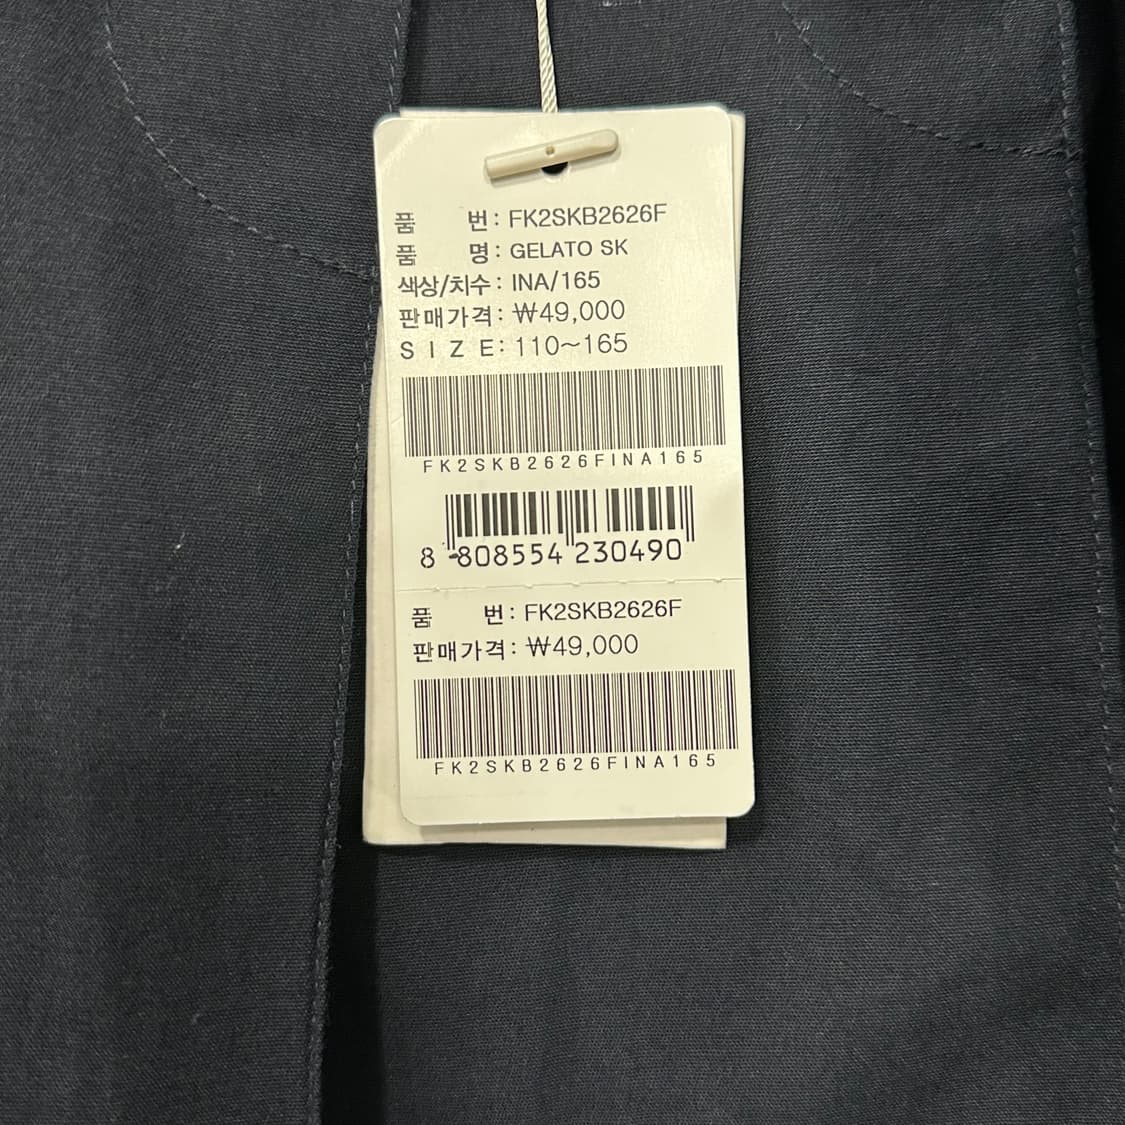 품 번: FK2SKB2626F
품 명: GELATO SK
색상/치수: INA/165
판매가격: ₩49,000
SIZE: 110~165
FK2SKB2626FINA165
8 808554 230490
품 번: FK2SKB2626F
판매가격: ₩49,000
FK2SKB2626FINA165